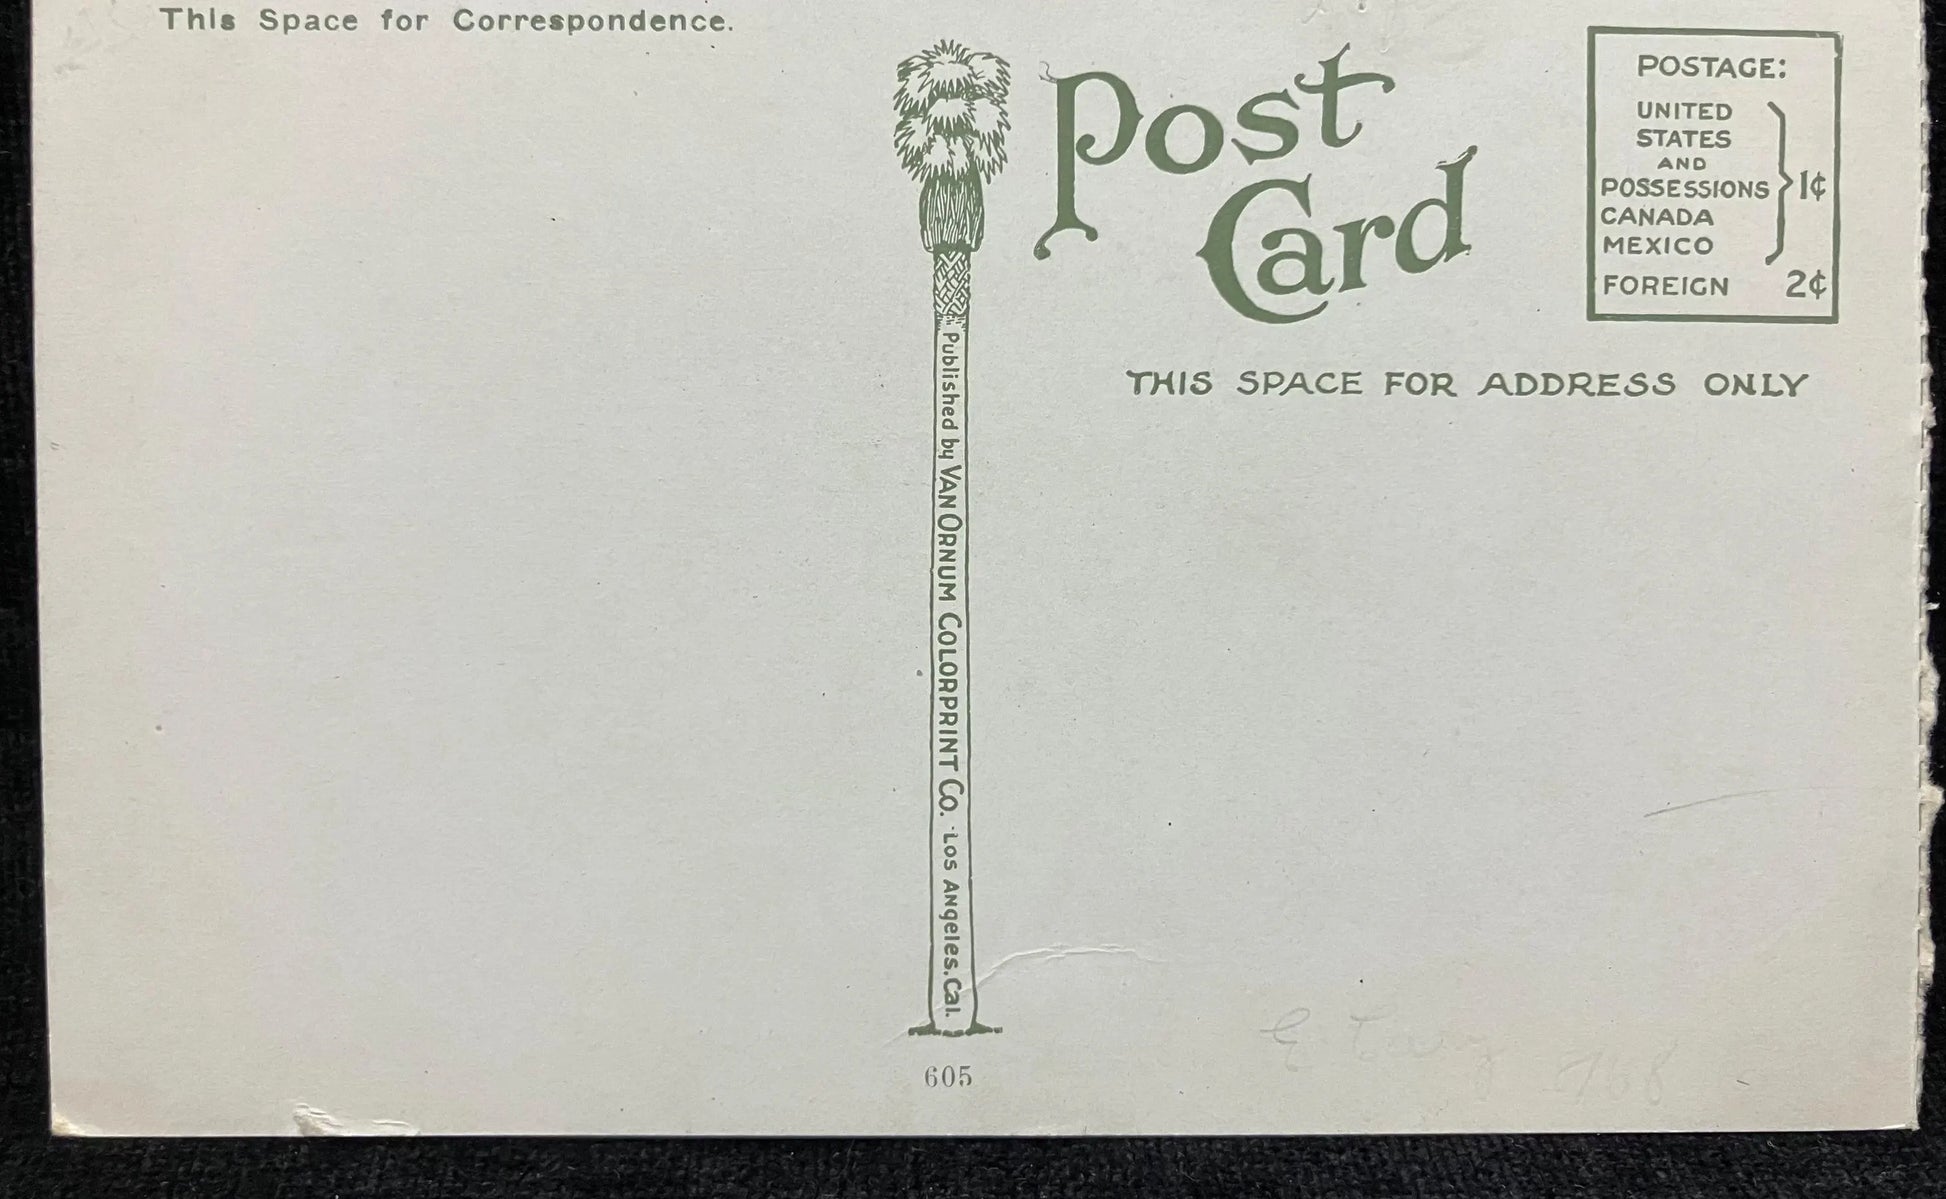 This Space for Correspondence.
Post
Card
POSTAGE:
UNITED
STATES
AND
POSSESSIONS
CANADA
MEXICO
1¢
FOREIGN 2¢
THIS SPACE FOR ADDRESS ONLY
Published by VAN ORNUM COLORPRINT CO. · LOS ANgeles, Cal.
605